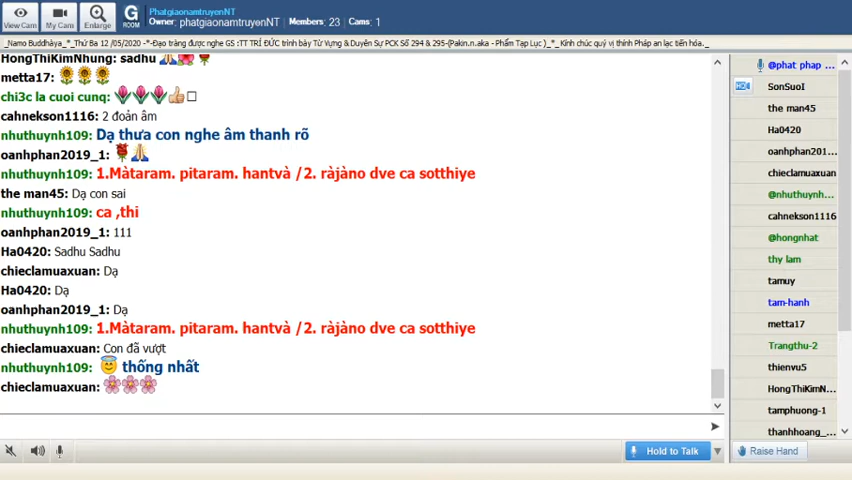 View Cam
My Cam
Enlarge
G
ROOM
PhatgiaonamtruyenNT
Owner: phatgiaonamtruyenNT Members: 23 Cams: 1
_Namo Buddhàya_*_Thứ Ba 12 /05/2020 -*-Đạo tràng được nghe GS :TT TRÍ ĐỨC trình bày Từ Vựng & Duyên Sự PCK Số 294 & 295-(Pakin.n.aka - Phẩm Tạp Lục )_*_ Kính chúc quý vị thính Pháp an lạc tiến hóa._
HongThiKimNhung: sadhu
metta17:
chi3c la cuoi cunq:
cahnekson1116: 2 đoản âm
nhuthuynh109: Dạ thưa con nghe âm thanh rõ
oanhphan2019_1:
nhuthuynh109: 1.Màtaram. pitaram. hantvà /2. ràjàno dve ca sotthiye
the man45: Dạ con sai
nhuthuynh109: ca ,thi
oanhphan2019_1: 111
Ha0420: Sadhu Sadhu
chieclamuaxuan: Dạ
Ha0420: Dạ
oanhphan2019_1: Dạ
nhuthuynh109: 1.Màtaram. pitaram. hantvà /2. ràjàno dve ca sotthiye
chieclamuaxuan: Con đã vượt
nhuthuynh109: thống nhất
chieclamuaxuan:
@phat phap ...
HD
SonSuoI
the man45
Ha0420
oanhphan201...
chieclamuaxuan
@nhuthuynh...
cahnekson1116
@hongnhat
thy lam
tamuy
tam-hanh
metta17
Trangthu-2
thienvu5
HongThiKimN...
tamphuong-1
thanhhoang_...
Hold to Talk
Raise Hand